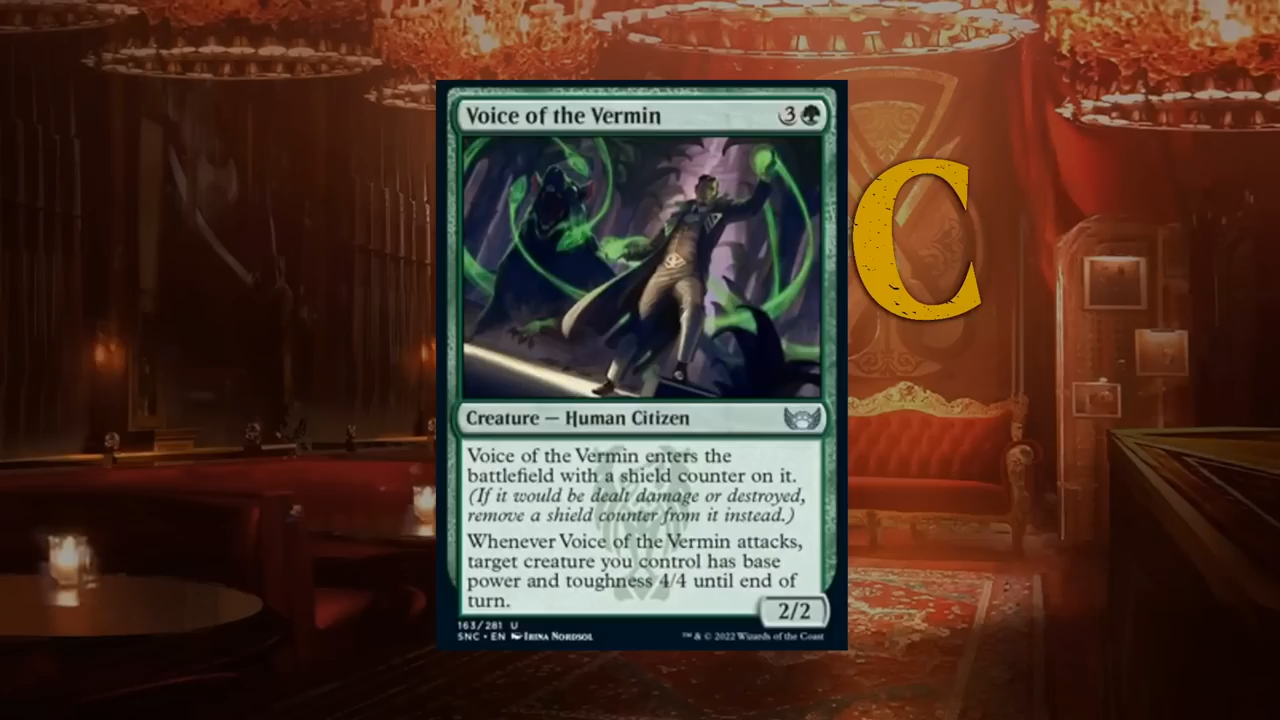 Voice of the Vermin 3
C
Creature — Human Citizen
Voice of the Vermin enters the
battlefield with a shield counter on it.
(If it would be dealt damage or destroyed,
remove a shield counter from it instead.)
Whenever Voice of the Vermin attacks,
target creature you control has base
power and toughness 4/4 until end of
turn.
2/2
163/281 U
SNC • EN Irina Nordsol
™ & © 2022 Wizards of the Coast